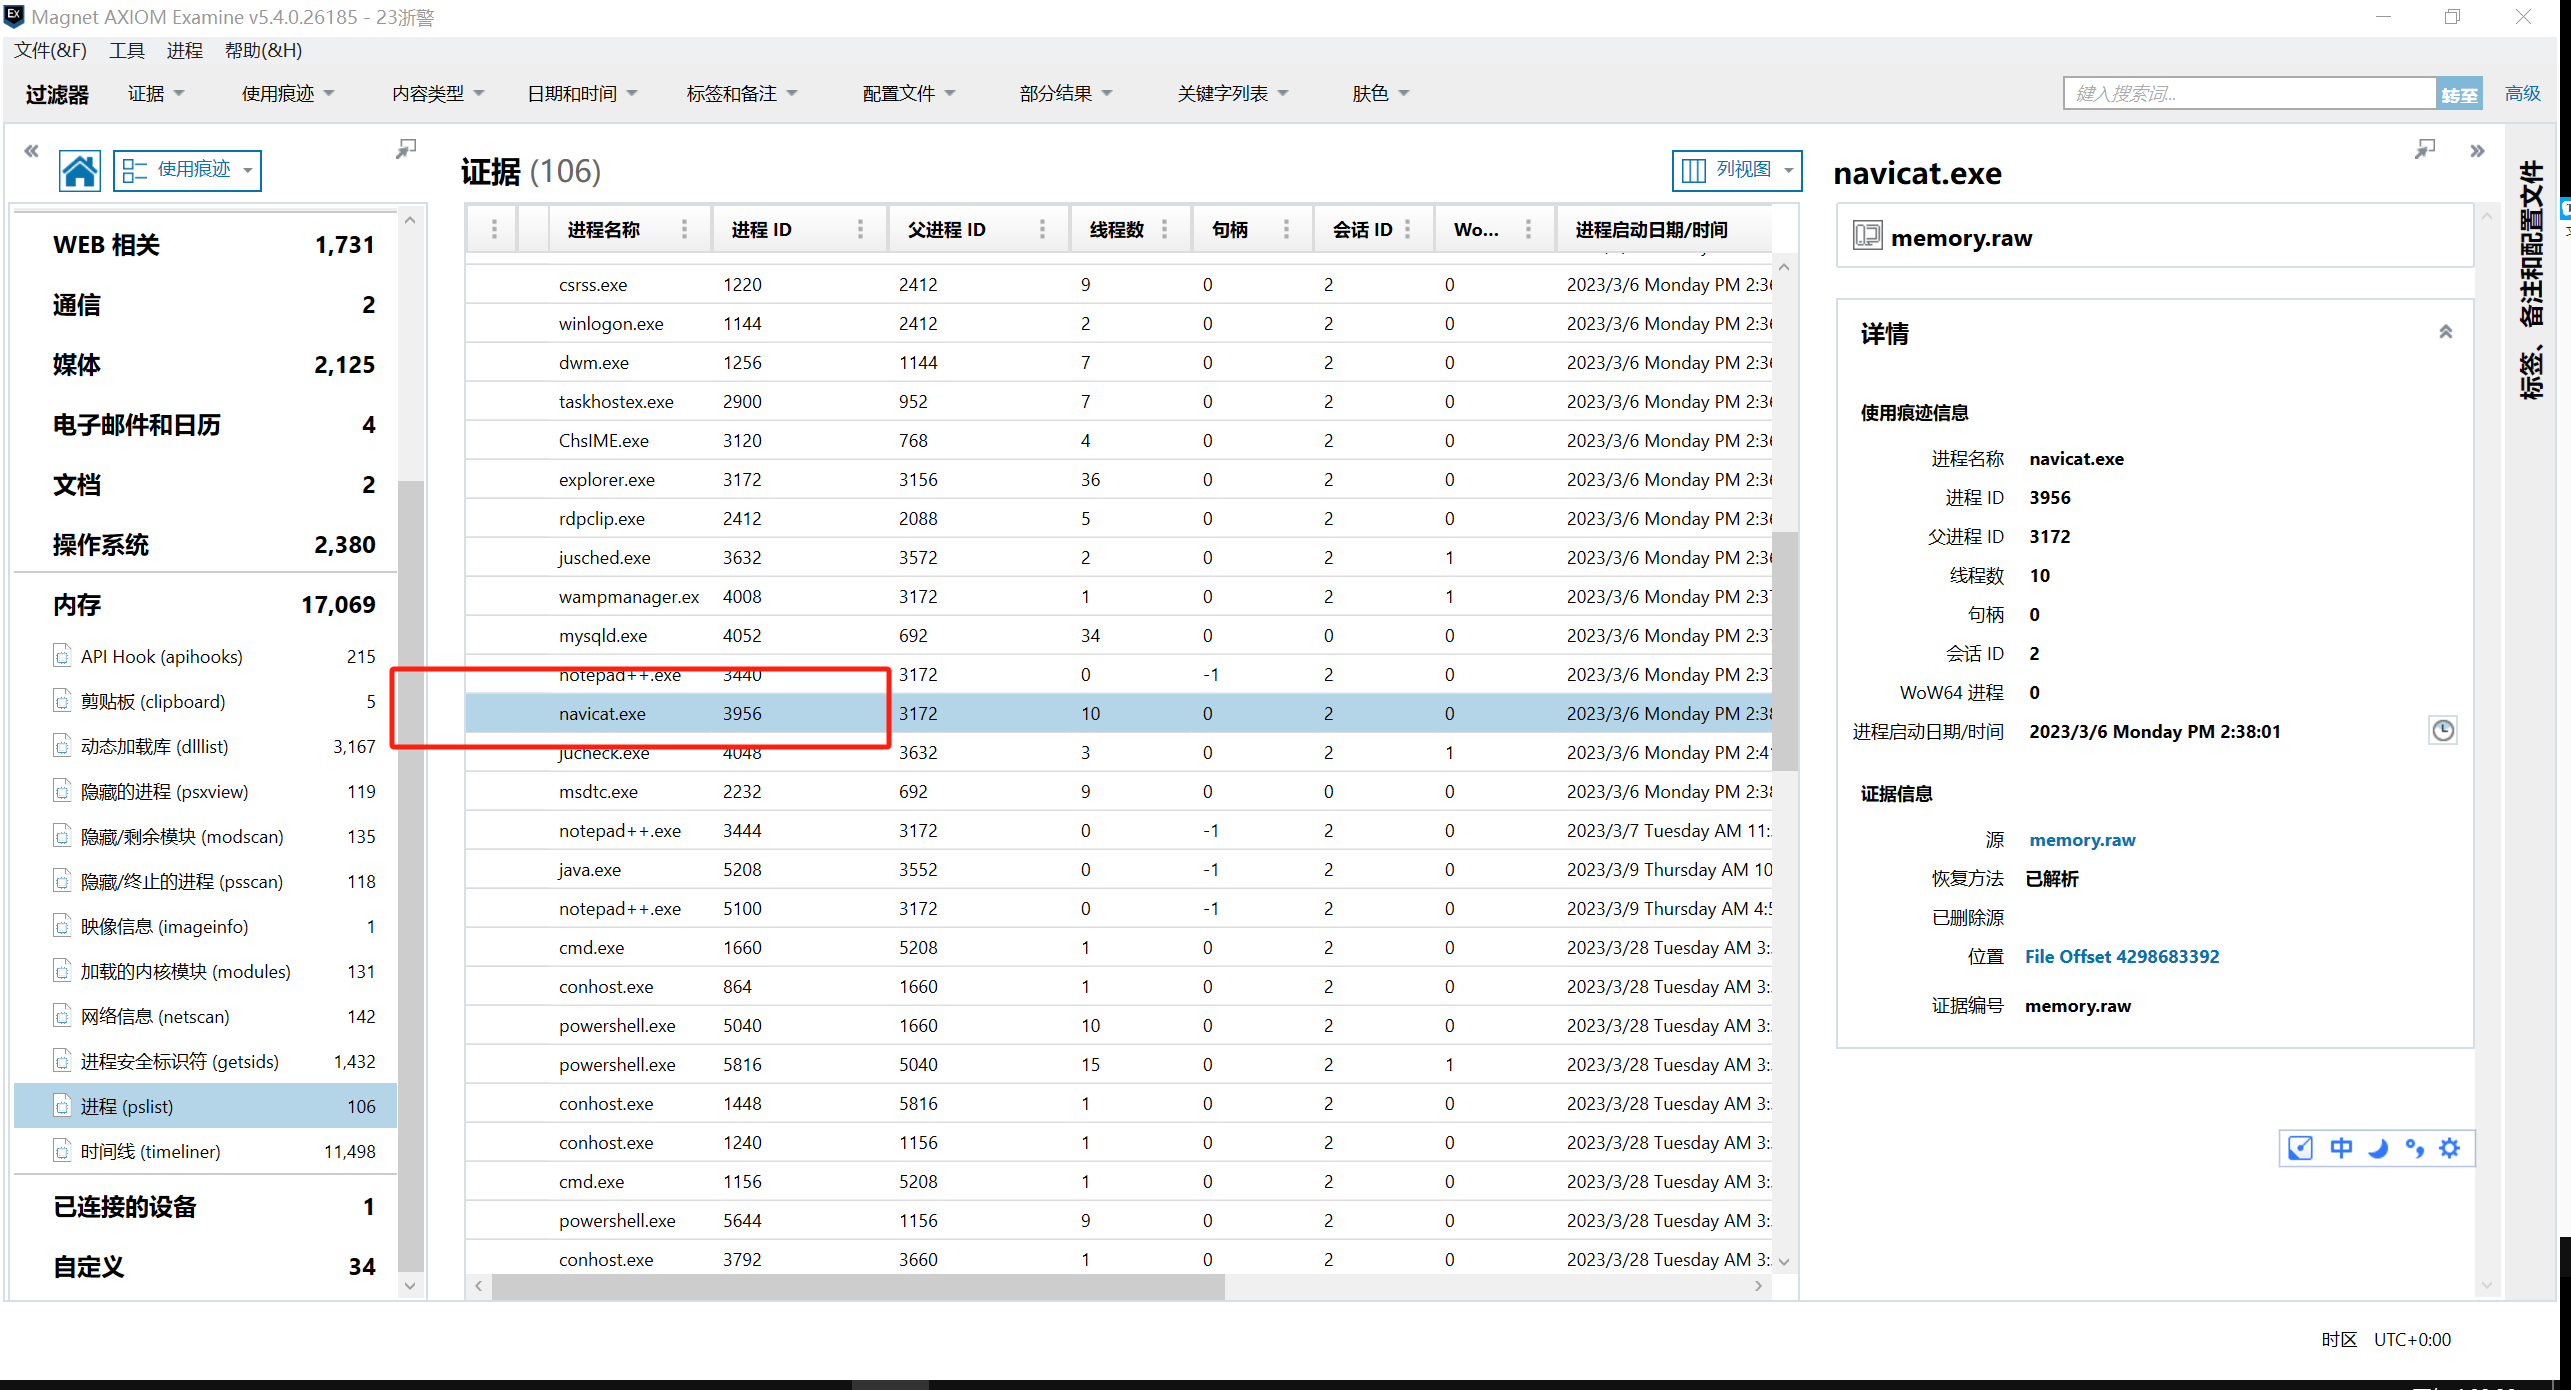 Magnet AXIOM Examine v5.4.0.26185 - 23浙警
文件(&F) 工具 进程 帮助(&H)
过滤器 证据 使用痕迹 内容类型 日期和时间 标签和备注 配置文件 部分结果 关键字列表 肤色 键入搜索词... 转至 高级
使用痕迹
WEB 相关 1,731
通信 2
媒体 2,125
电子邮件和日历 4
文档 2
操作系统 2,380
内存 17,069
API Hook (apihooks) 215
剪贴板 (clipboard) 5
动态加载库 (dlllist) 3,167
隐藏的进程 (psxview) 119
隐藏/剩余模块 (modscan) 135
隐藏/终止的进程 (psscan) 118
映像信息 (imageinfo) 1
加载的内核模块 (modules) 131
网络信息 (netscan) 142
进程安全标识符 (getsids) 1,432
进程 (pslist) 106
时间线 (timeliner) 11,498
已连接的设备 1
自定义 34
证据 (106) 列视图
进程名称 进程 ID 父进程 ID 线程数 句柄 会话 ID Wo... 进程启动日期/时间
csrss.exe 1220 2412 9 0 2 0 2023/3/6 Monday PM 2:36
winlogon.exe 1144 2412 2 0 2 0 2023/3/6 Monday PM 2:36
dwm.exe 1256 1144 7 0 2 0 2023/3/6 Monday PM 2:36
taskhostex.exe 2900 952 7 0 2 0 2023/3/6 Monday PM 2:36
ChsIME.exe 3120 768 4 0 2 0 2023/3/6 Monday PM 2:36
explorer.exe 3172 3156 36 0 2 0 2023/3/6 Monday PM 2:36
rdpclip.exe 2412 2088 5 0 2 0 2023/3/6 Monday PM 2:36
jusched.exe 3632 3572 2 0 2 1 2023/3/6 Monday PM 2:36
wampmanager.ex 4008 3172 1 0 2 1 2023/3/6 Monday PM 2:37
mysqld.exe 4052 692 34 0 0 0 2023/3/6 Monday PM 2:37
notepad++.exe 3440 3172 0 -1 2 0 2023/3/6 Monday PM 2:37
navicat.exe 3956 3172 10 0 2 0 2023/3/6 Monday PM 2:38
jucheck.exe 4048 3632 3 0 2 1 2023/3/6 Monday PM 2:4
msdtc.exe 2232 692 9 0 0 0 2023/3/6 Monday PM 2:38
notepad++.exe 3444 3172 0 -1 2 0 2023/3/7 Tuesday AM 11:
java.exe 5208 3552 0 -1 2 0 2023/3/9 Thursday AM 10
notepad++.exe 5100 3172 0 -1 2 0 2023/3/9 Thursday AM 4:5
cmd.exe 1660 5208 1 0 2 0 2023/3/28 Tuesday AM 3:
conhost.exe 864 1660 1 0 2 0 2023/3/28 Tuesday AM 3:
powershell.exe 5040 1660 10 0 2 0 2023/3/28 Tuesday AM 3:
powershell.exe 5816 5040 15 0 2 1 2023/3/28 Tuesday AM 3:
conhost.exe 1448 5816 1 0 2 0 2023/3/28 Tuesday AM 3:
conhost.exe 1240 1156 1 0 2 0 2023/3/28 Tuesday AM 3:
cmd.exe 1156 5208 1 0 2 0 2023/3/28 Tuesday AM 3:
powershell.exe 5644 1156 9 0 2 0 2023/3/28 Tuesday AM 3:
conhost.exe 3792 3660 1 0 2 0 2023/3/28 Tuesday AM 3:
navicat.exe
memory.raw
详情
使用痕迹信息
进程名称 navicat.exe
进程 ID 3956
父进程 ID 3172
线程数 10
句柄 0
会话 ID 2
WoW64 进程 0
进程启动日期/时间 2023/3/6 Monday PM 2:38:01
证据信息
源 memory.raw
恢复方法 已解析
已删除源
位置 File Offset 4298683392
证据编号 memory.raw
标签、备注和配置文件
中
时区 UTC+0:00